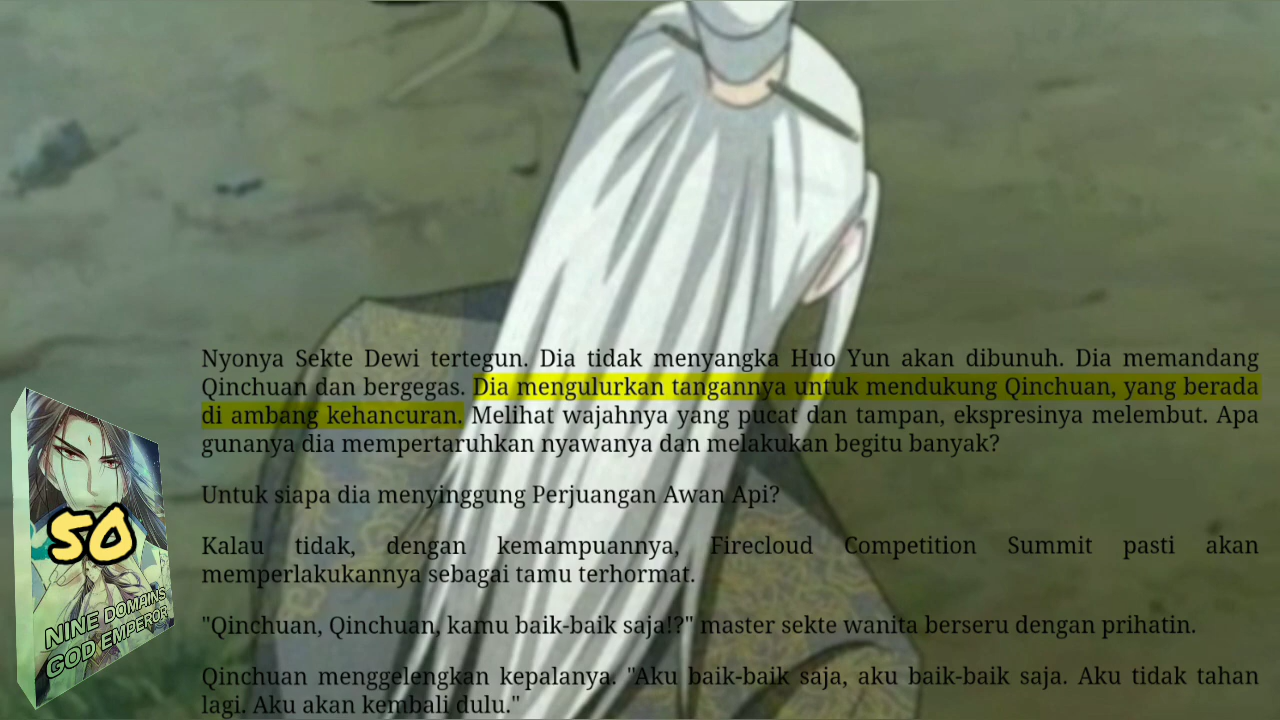 Nyonya Sekte Dewi tertegun. Dia tidak menyangka Huo Yun akan dibunuh. Dia memandang
Qinchuan dan bergegas. Dia mengulurkan tangannya untuk mendukung Qinchuan, yang berada
di ambang kehancuran. Melihat wajahnya yang pucat dan tampan, ekspresinya melembut. Apa
gunanya dia mempertaruhkan nyawanya dan melakukan begitu banyak?
Untuk siapa dia menyinggung Perjuangan Awan Api?
Kalau tidak, dengan kemampuannya, Firecloud Competition Summit pasti akan
memperlakukannya sebagai tamu terhormat.
"Qinchuan, Qinchuan, kamu baik-baik saja!?" master sekte wanita berseru dengan prihatin.
Qinchuan menggelengkan kepalanya. "Aku baik-baik saja, aku baik-baik saja. Aku tidak tahan
lagi. Aku akan kembali dulu."
50
NINE DOMAINS
GOD EMPEROR